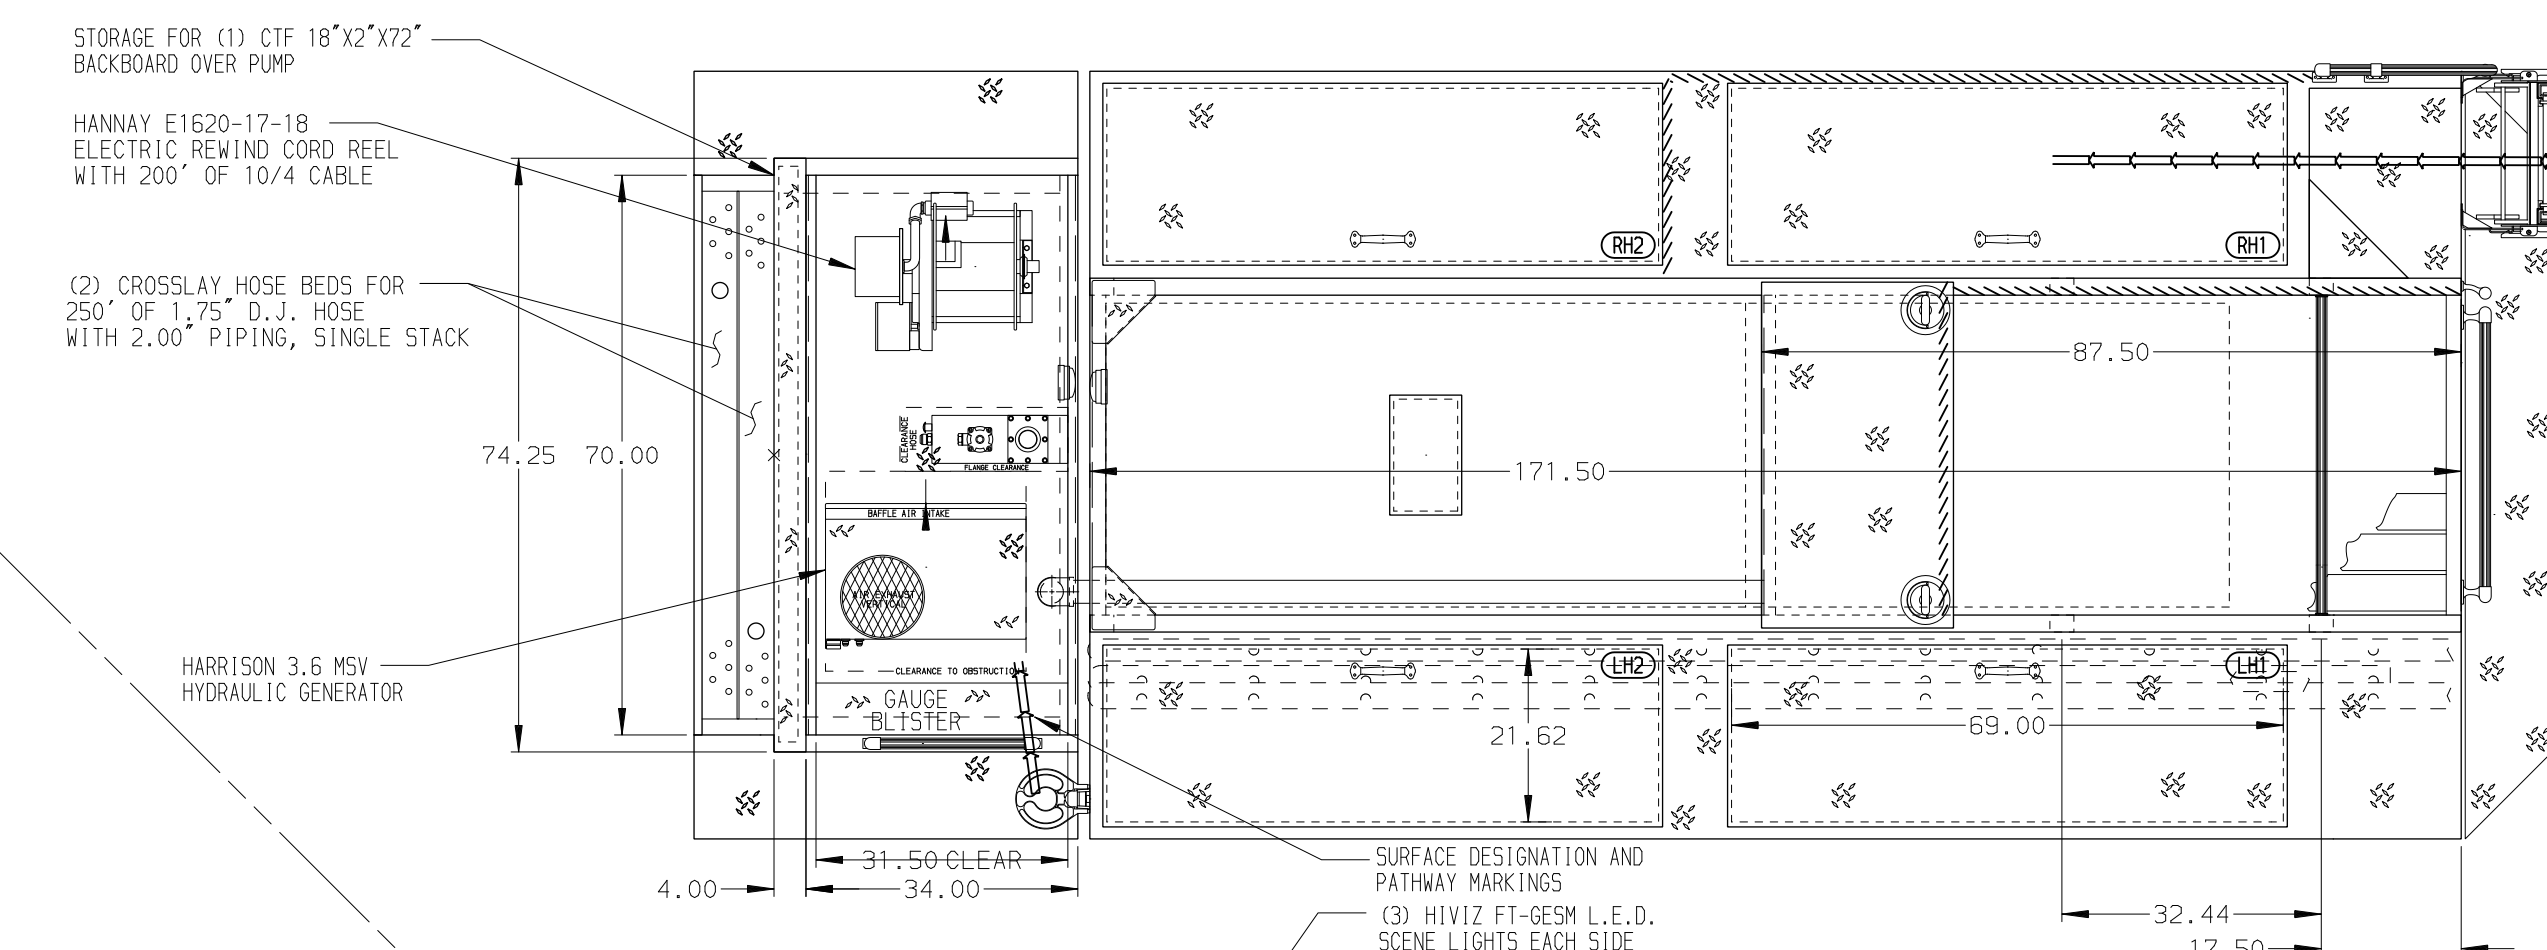 STORAGE FOR (1) CTF 18"X2"X72"
BACKBOARD OVER PUMP
HANNAY E1620-17-18
ELECTRIC REWIND CORD REEL
WITH 200' OF 10/4 CABLE
(2) CROSSLAY HOSE BEDS FOR
250' OF 1.75" D.J. HOSE
WITH 2.00" PIPING, SINGLE STACK
HARRISON 3.6 MSV
HYDRAULIC GENERATOR
74.25
70.00
CLEARANCE
HOSE
FLANGE CLEARANCE
BAFFLE AIR INTAKE
AIR EXHAUST
VERTICAL
CLEARANCE TO OBSTRUCTION
GAUGE
BLISTER
RH2
RH1
87.50
171.50
LH2
LH1
21.62
69.00
31.50 CLEAR
4.00
34.00
SURFACE DESIGNATION AND
PATHWAY MARKINGS
(3) HIVIZ FT-GESM L.E.D.
SCENE LIGHTS EACH SIDE
32.44
17.50